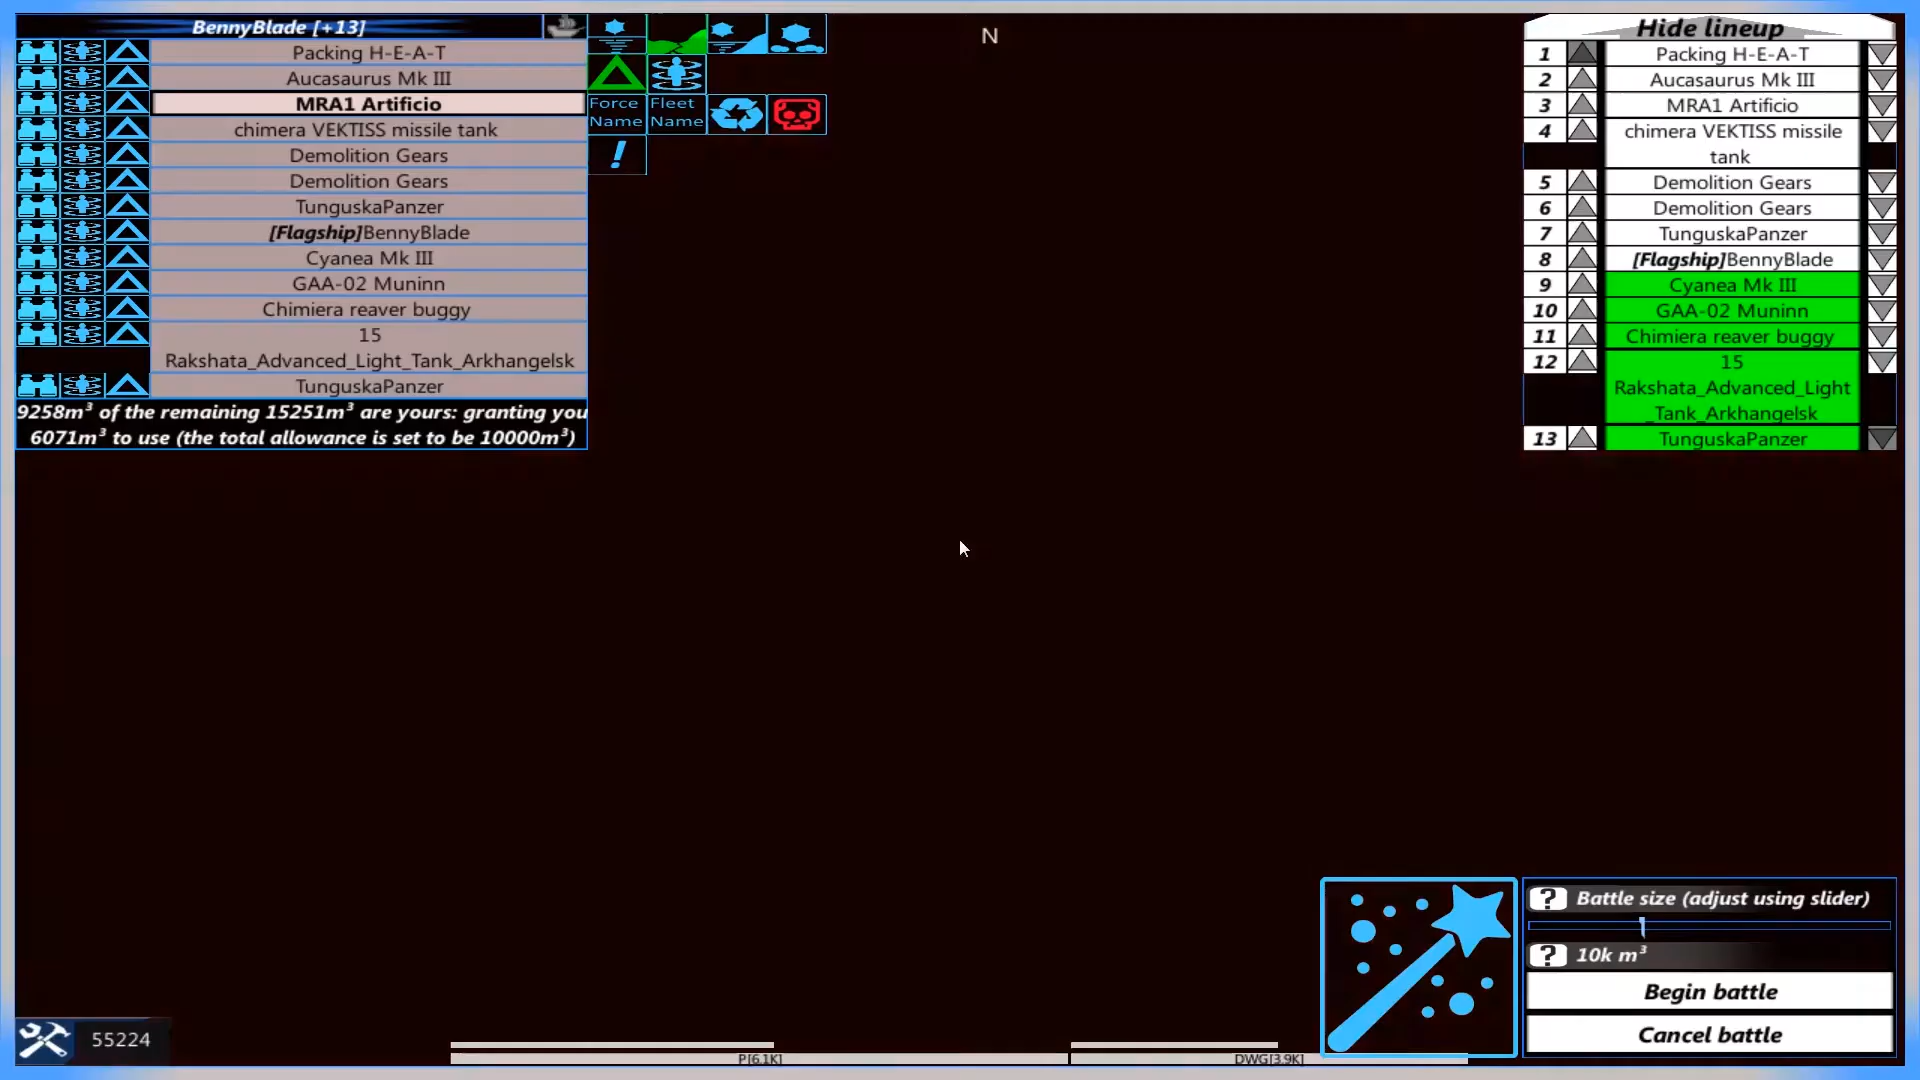 BennyBlade [+13]
Packing H-E-A-T
Aucasaurus Mk III
MRA1 Artificio
chimera VEKTISS missile tank
Demolition Gears
Demolition Gears
TunguskaPanzer
[Flagship]BennyBlade
Cyanea Mk III
GAA-02 Muninn
Chimiera reaver buggy
15
Rakshata_Advanced_Light_Tank_Arkhangelsk
TunguskaPanzer
9258m³ of the remaining 15251m³ are yours: granting you
6071m³ to use (the total allowance is set to be 10000m³)
Force
Name
Fleet
Name
!
N
Hide lineup
1 Packing H-E-A-T
2 Aucasaurus Mk III
3 MRA1 Artificio
4 chimera VEKTISS missile
tank
5 Demolition Gears
6 Demolition Gears
7 TunguskaPanzer
8 [Flagship]BennyBlade
9 Cyanea Mk III
10 GAA-02 Muninn
11 Chimiera reaver buggy
12 15
Rakshata_Advanced_Light
_Tank_Arkhangelsk
13 TunguskaPanzer
? Battle size (adjust using slider)
? 10k m³
Begin battle
Cancel battle
55224
P[6.1K]
DWG[3.9K]